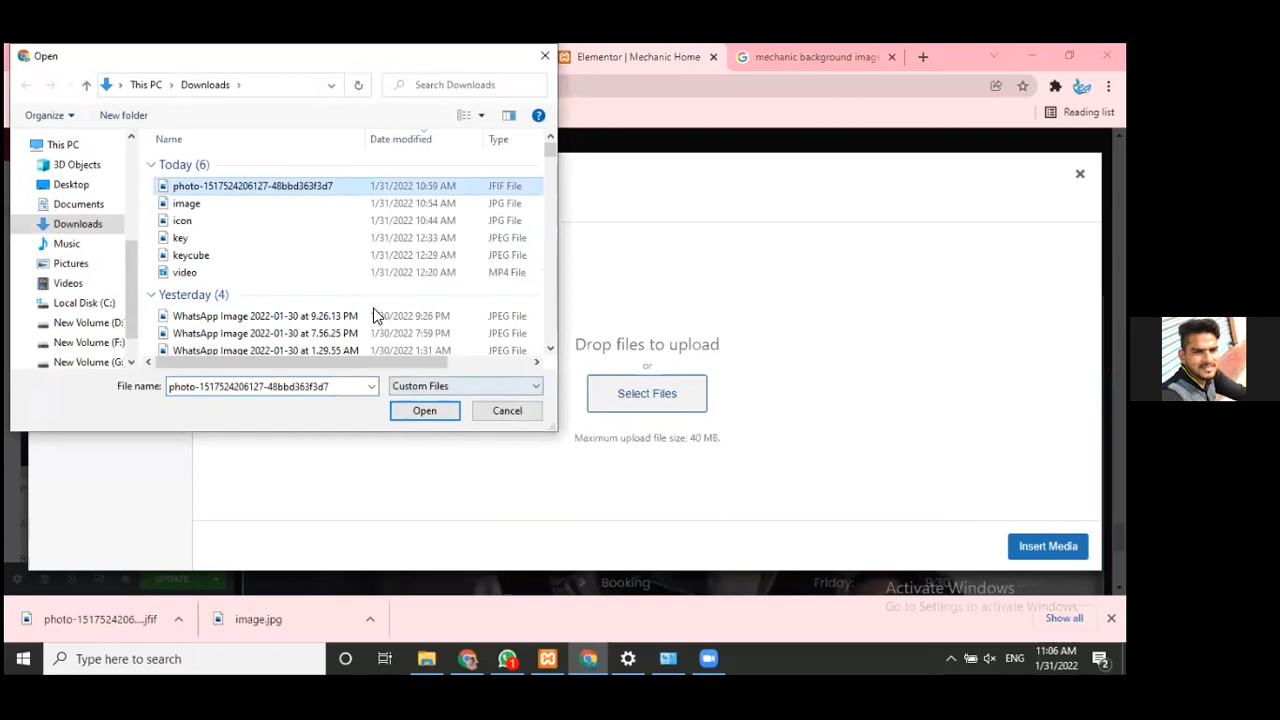 Open
Elementor | Mechanic Home
mechanic background image
This PC
Downloads
Search Downloads
Reading list
Organize
New folder
Name
Date modified
Type
This PC
3D Objects
Desktop
Documents
Downloads
Music
Pictures
Videos
Local Disk (C:)
New Volume (D:
New Volume (F:)
New Volume (G:
Today (6)
photo-1517524206127-48bbd363f3d7 1/31/2022 10:59 AM JFIF File
image 1/31/2022 10:54 AM JPG File
icon 1/31/2022 10:44 AM JPG File
key 1/31/2022 12:33 AM JPEG File
keycube 1/31/2022 12:29 AM JPEG File
video 1/31/2022 12:20 AM MP4 File
Yesterday (4)
WhatsApp Image 2022-01-30 at 9.26.13 PM /30/2022 9:26 PM JPEG File
WhatsApp Image 2022-01-30 at 7.56.25 PM 1/30/2022 7:59 PM JPEG File
WhatsApp Image 2022-01-30 at 1.29.55 AM 1/30/2022 1:31 AM JPEG File
File name: photo-1517524206127-48bbd363f3d7 Custom Files
Open
Cancel
Drop files to upload
or
Select Files
Maximum upload file size: 40 MB.
Insert Media
UPDATE
Booking
Friday:
Activate Windows
Go to Settings to activate Windows.
photo-1517524206....jfif
image.jpg
Show all
Type here to search
1
ENG
11:06 AM
1/31/2022
2